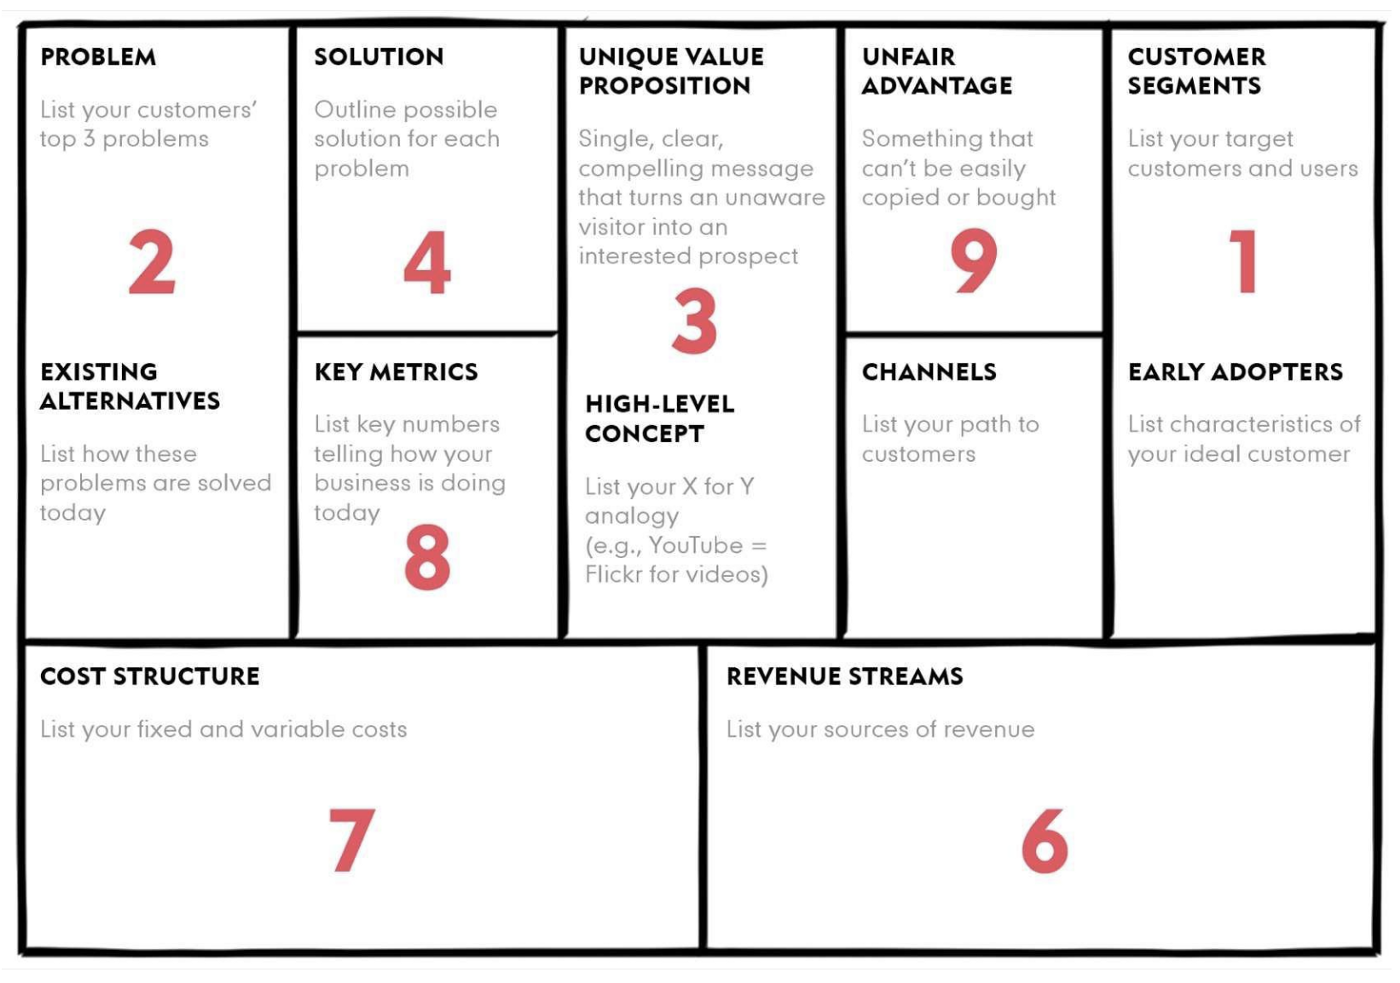 PROBLEM
List your customers’
top 3 problems
2
EXISTING
ALTERNATIVES
List how these
problems are solved
today
SOLUTION
Outline possible
solution for each
problem
4
KEY METRICS
List key numbers
telling how your
business is doing
today
8
UNIQUE VALUE
PROPOSITION
Single, clear,
compelling message
that turns an unaware
visitor into an
interested prospect
3
HIGH-LEVEL
CONCEPT
List your X for Y
analogy
(e.g., YouTube =
Flickr for videos)
UNFAIR
ADVANTAGE
Something that
can’t be easily
copied or bought
9
CHANNELS
List your path to
customers
CUSTOMER
SEGMENTS
List your target
customers and users
1
EARLY ADOPTERS
List characteristics of
your ideal customer
COST STRUCTURE
List your fixed and variable costs
7
REVENUE STREAMS
List your sources of revenue
6